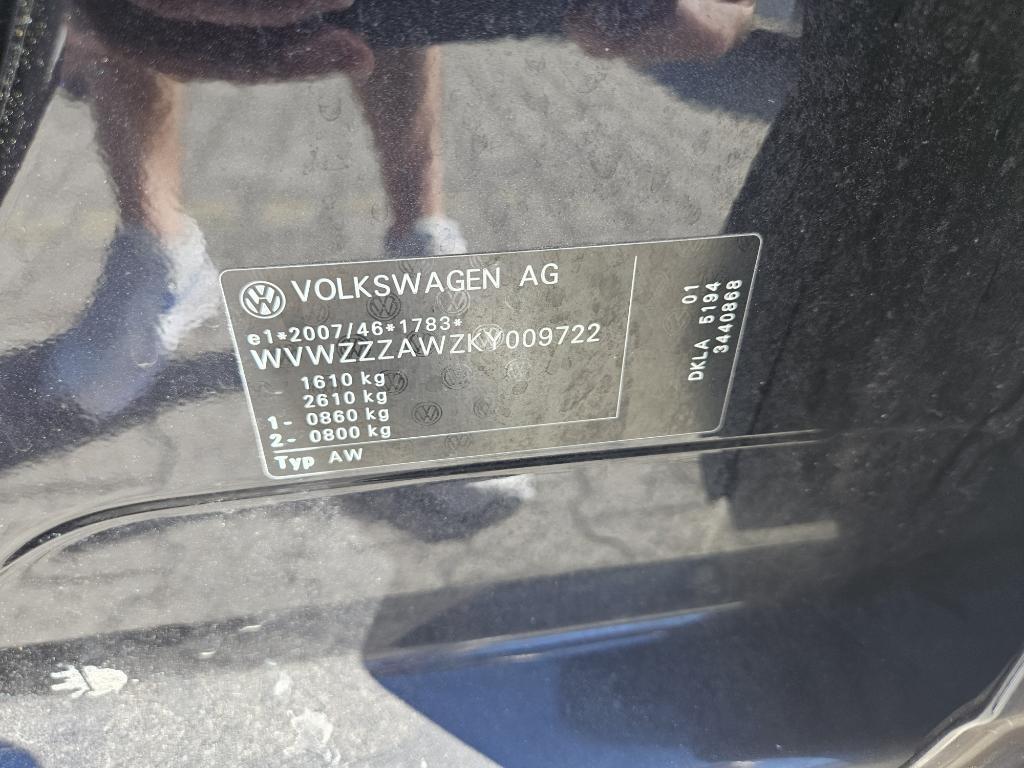 VOLKSWAGEN AG
e1*2007/46*1783*
WVWZZZAWZKY009722
1610 kg
2610 kg
1- 0860 kg
2- 0800 kg
Typ AW
01
DKLA 5194
3440868